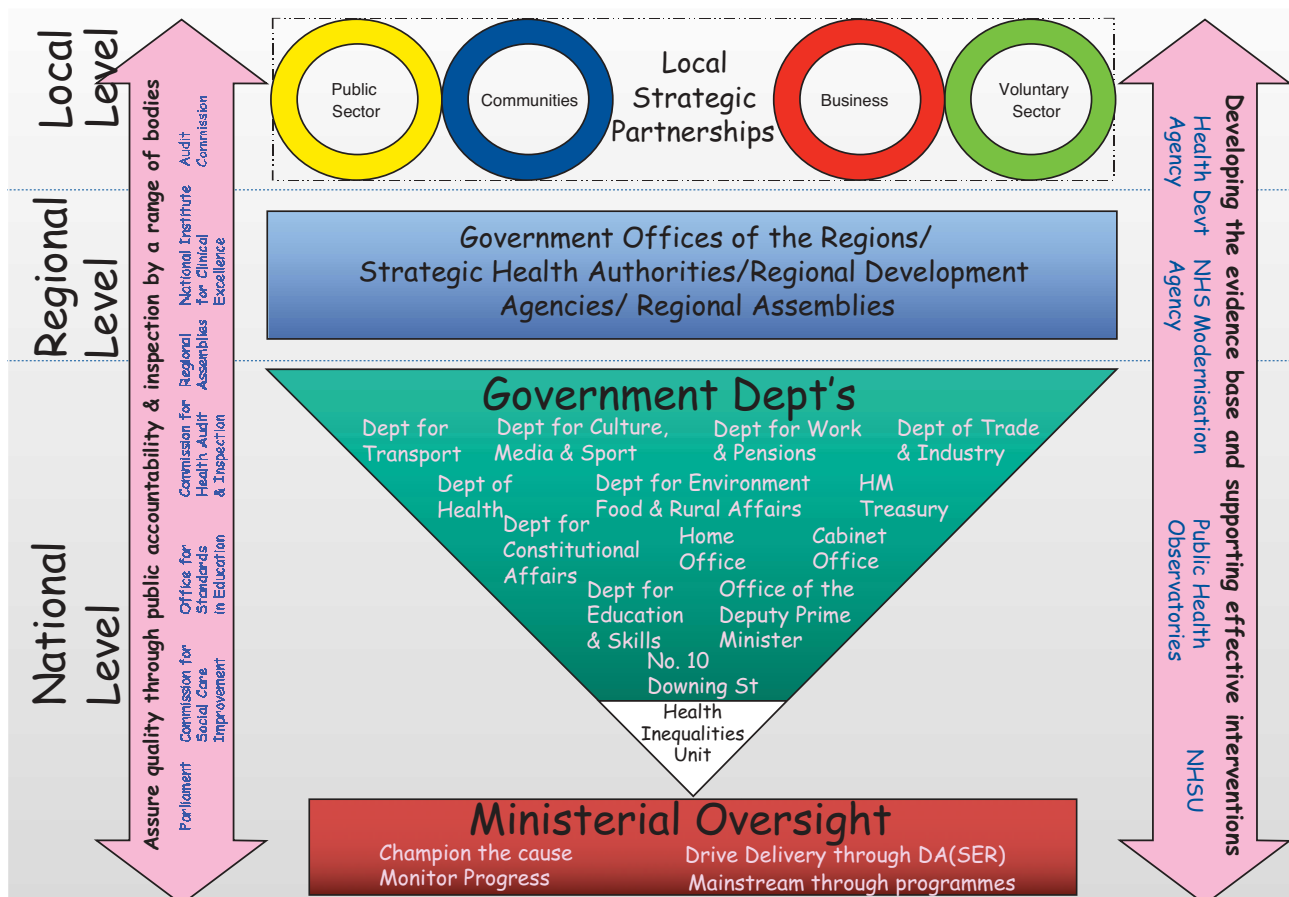 Local
Level
Regional
Level
National
Level
Assure quality through public accountability & inspection by a range of bodies
Audit
Commission
National Institute
for Clinical
Excellence
Regional
Assemblies
Commission for
Health Audit
& Inspection
Office for
Standards
in Education
Commission for
Social Care
Improvement
Parliament
Public
Sector
Communities
Local
Strategic
Partnerships
Business
Voluntary
Sector
Government Offices of the Regions/
Strategic Health Authorities/Regional Development
Agencies/ Regional Assemblies
Government Dept's
Dept for
Transport
Dept for Culture,
Media & Sport
Dept for Work
& Pensions
Dept of Trade
& Industry
Dept of
Health
Dept for Environment
Food & Rural Affairs
HM
Treasury
Dept for
Constitutional
Affairs
Home
Office
Cabinet
Office
Dept for
Education
& Skills
Office of the
Deputy Prime
Minister
No. 10
Downing St
Health
Inequalities
Unit
Ministerial Oversight
Champion the cause
Monitor Progress
Drive Delivery through DA(SER)
Mainstream through programmes
Developing the evidence base and supporting effective interventions
Health Devt
Agency
NHS Modernisation
Agency
Public Health
Observatories
NHSU